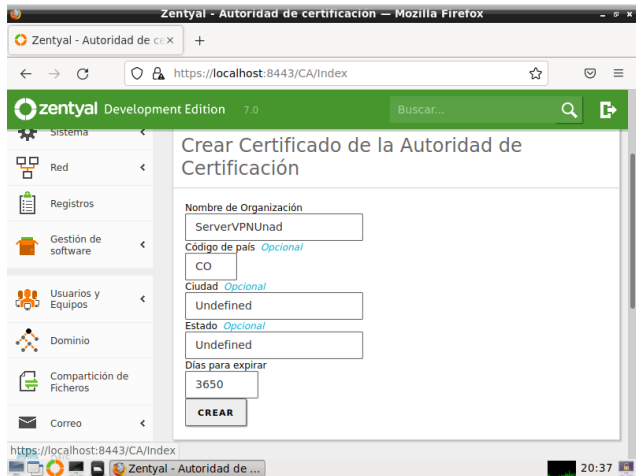 Zentyal - Autoridad de certificación — Mozilla Firefox
Zentyal - Autoridad de ce
https://localhost:8443/CA/Index
zentyal Development Edition 7.0
Buscar...
Sistema
Red
Registros
Gestión de
software
Usuarios y
Equipos
Dominio
Compartición de
Ficheros
Correo
Crear Certificado de la Autoridad de
Certificación
Nombre de Organización
ServerVPNUnad
Código de país Opcional
CO
Ciudad Opcional
Undefined
Estado Opcional
Undefined
Días para expirar
3650
CREAR
https://localhost:8443/CA/Index
Zentyal - Autoridad de ...
20:37